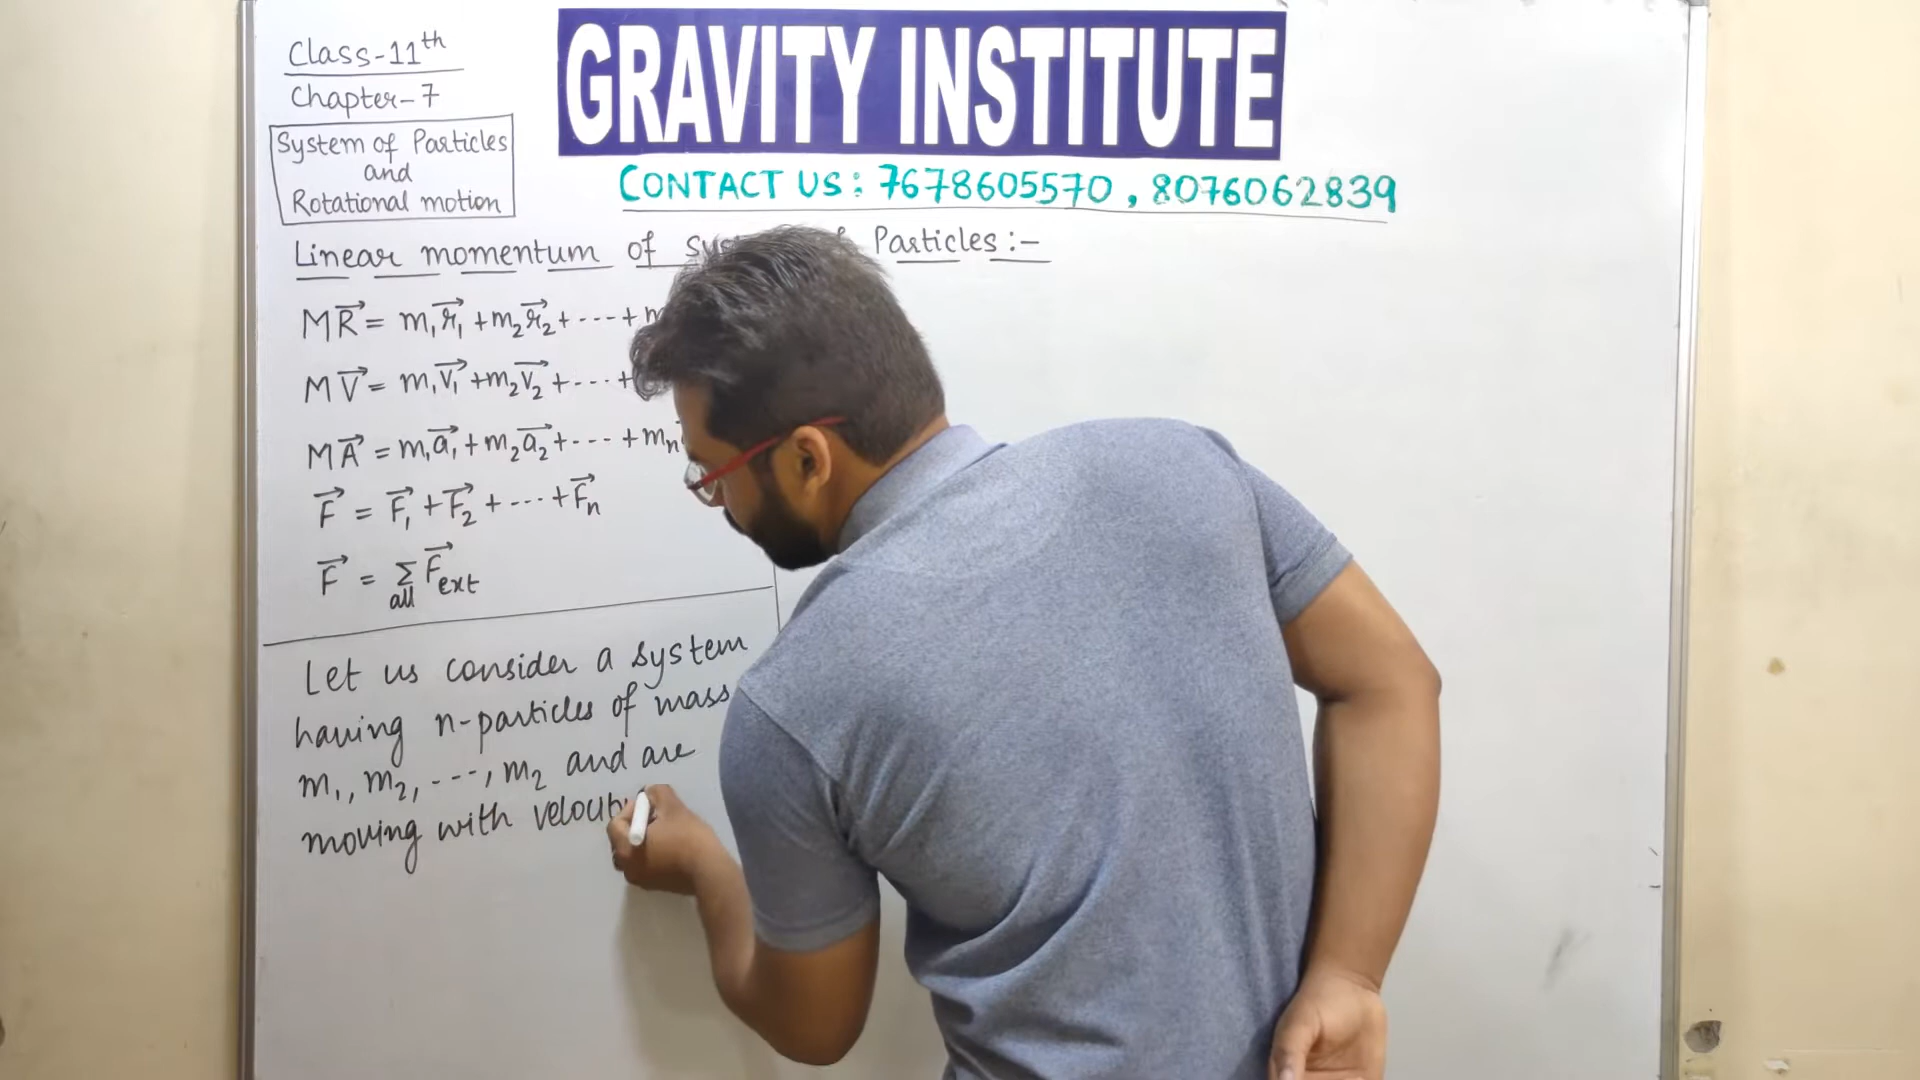 Class-11th
Chapter-7
System of Particles
and
Rotational motion
GRAVITY INSTITUTE
CONTACT US: 7678605570, 8076062839
Linear momentum of Particles:-
MR⃗ = m₁r⃗₁ + m₂r⃗₂ + ---- + m
MV⃗ = m₁v⃗₁ + m₂v⃗₂ + ---- +
MA⃗ = m₁a⃗₁ + m₂a⃗₂ + ---- + mₙ
F⃗ = F⃗₁ + F⃗₂ + ---- + F⃗ₙ
F⃗ = Σ F⃗ext
all
Let us consider a system
having n-particles of mass
m₁, m₂, ---, m₂ and are
moving with